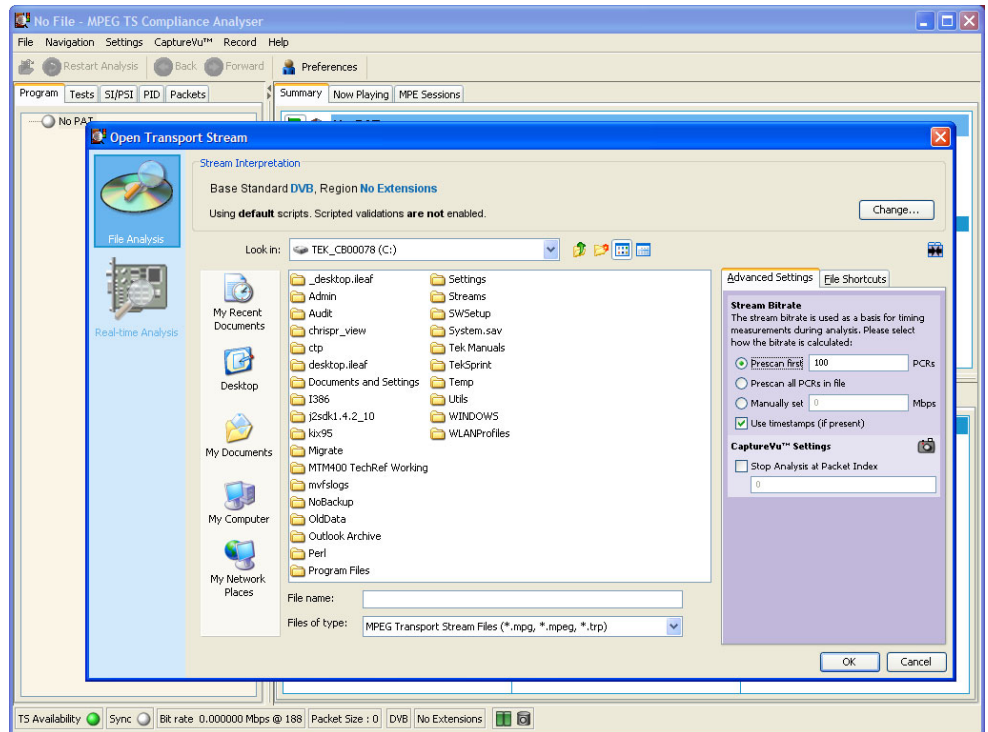 No File - MPEG TS Compliance Analyser
File Navigation Settings CaptureVu™ Record Help
Restart Analysis Back Forward Preferences
Program Tests SI/PSI PID Packets
Summary Now Playing MPE Sessions
No PAT
Open Transport Stream
File Analysis
Real-time Analysis
Stream Interpretation
Base Standard DVB, Region No Extensions
Using default scripts. Scripted validations are not enabled.
Change...
Look in: TEK_CB00078 (C:)
My Recent Documents
Desktop
My Documents
My Computer
My Network Places
_desktop.ileaf
Admin
Audit
chrispr_view
ctp
desktop.ileaf
Documents and Settings
I386
j2sdk1.4.2_10
kix95
Migrate
MTM400 TechRef Working
mvfslogs
NoBackup
OldData
Outlook Archive
Perl
Program Files
Settings
Streams
SWSetup
System.sav
Tek Manuals
TekSprint
Temp
Utils
WINDOWS
WLANProfiles
File name:
Files of type: MPEG Transport Stream Files (*.mpg, *.mpeg, *.trp)
Advanced Settings File Shortcuts
Stream Bitrate
The stream bitrate is used as a basis for timing
measurements during analysis. Please select
how the bitrate is calculated:
Prescan first 100 PCRs
Prescan all PCRs in file
Manually set 0 Mbps
Use timestamps (if present)
CaptureVu™ Settings
Stop Analysis at Packet Index
0
OK Cancel
TS Availability Sync Bit rate 0.000000 Mbps @ 188 Packet Size : 0 DVB No Extensions